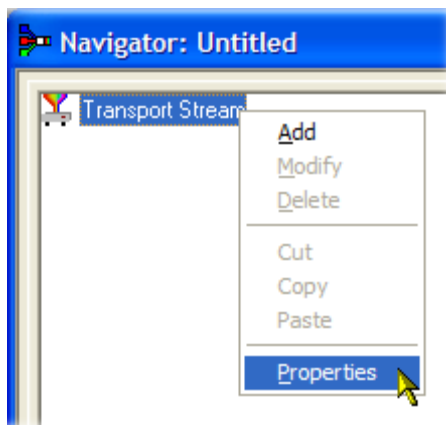 Navigator: Untitled
Transport Stream
Add
Modify
Delete
Cut
Copy
Paste
Properties